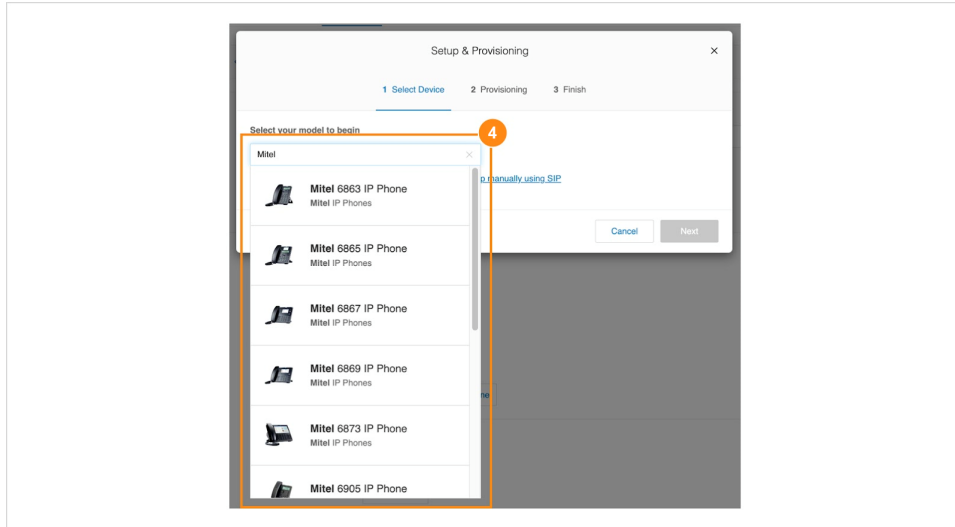 Setup & Provisioning
1 Select Device 2 Provisioning 3 Finish
Select your model to begin
4
Mitel
Mitel 6863 IP Phone
Mitel IP Phones
p manually using SIP
Mitel 6865 IP Phone
Mitel IP Phones
Cancel Next
Mitel 6867 IP Phone
Mitel IP Phones
Mitel 6869 IP Phone
Mitel IP Phones
ne
Mitel 6873 IP Phone
Mitel IP Phones
Mitel 6905 IP Phone